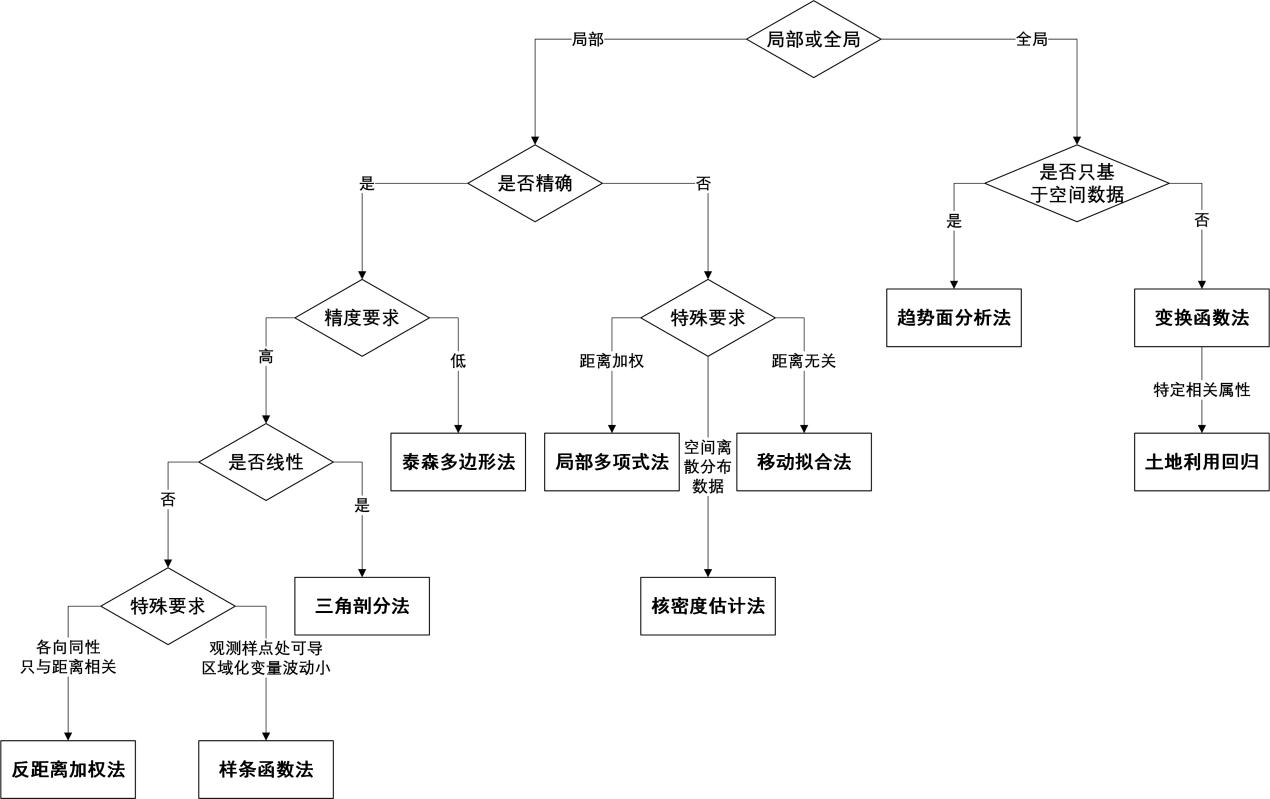 局部或全局
局部
全局
是否精确
是
否
是否只基
于空间数据
是
否
精度要求
高
低
特殊要求
距离加权
距离无关
空间离
散分布
数据
趋势面分析法
变换函数法
特定相关属性
是否线性
否
是
泰森多边形法
局部多项式法
移动拟合法
土地利用回归
特殊要求
各向同性
只与距离相关
观测样点处可导
区域化变量波动小
三角剖分法
核密度估计法
反距离加权法
样条函数法